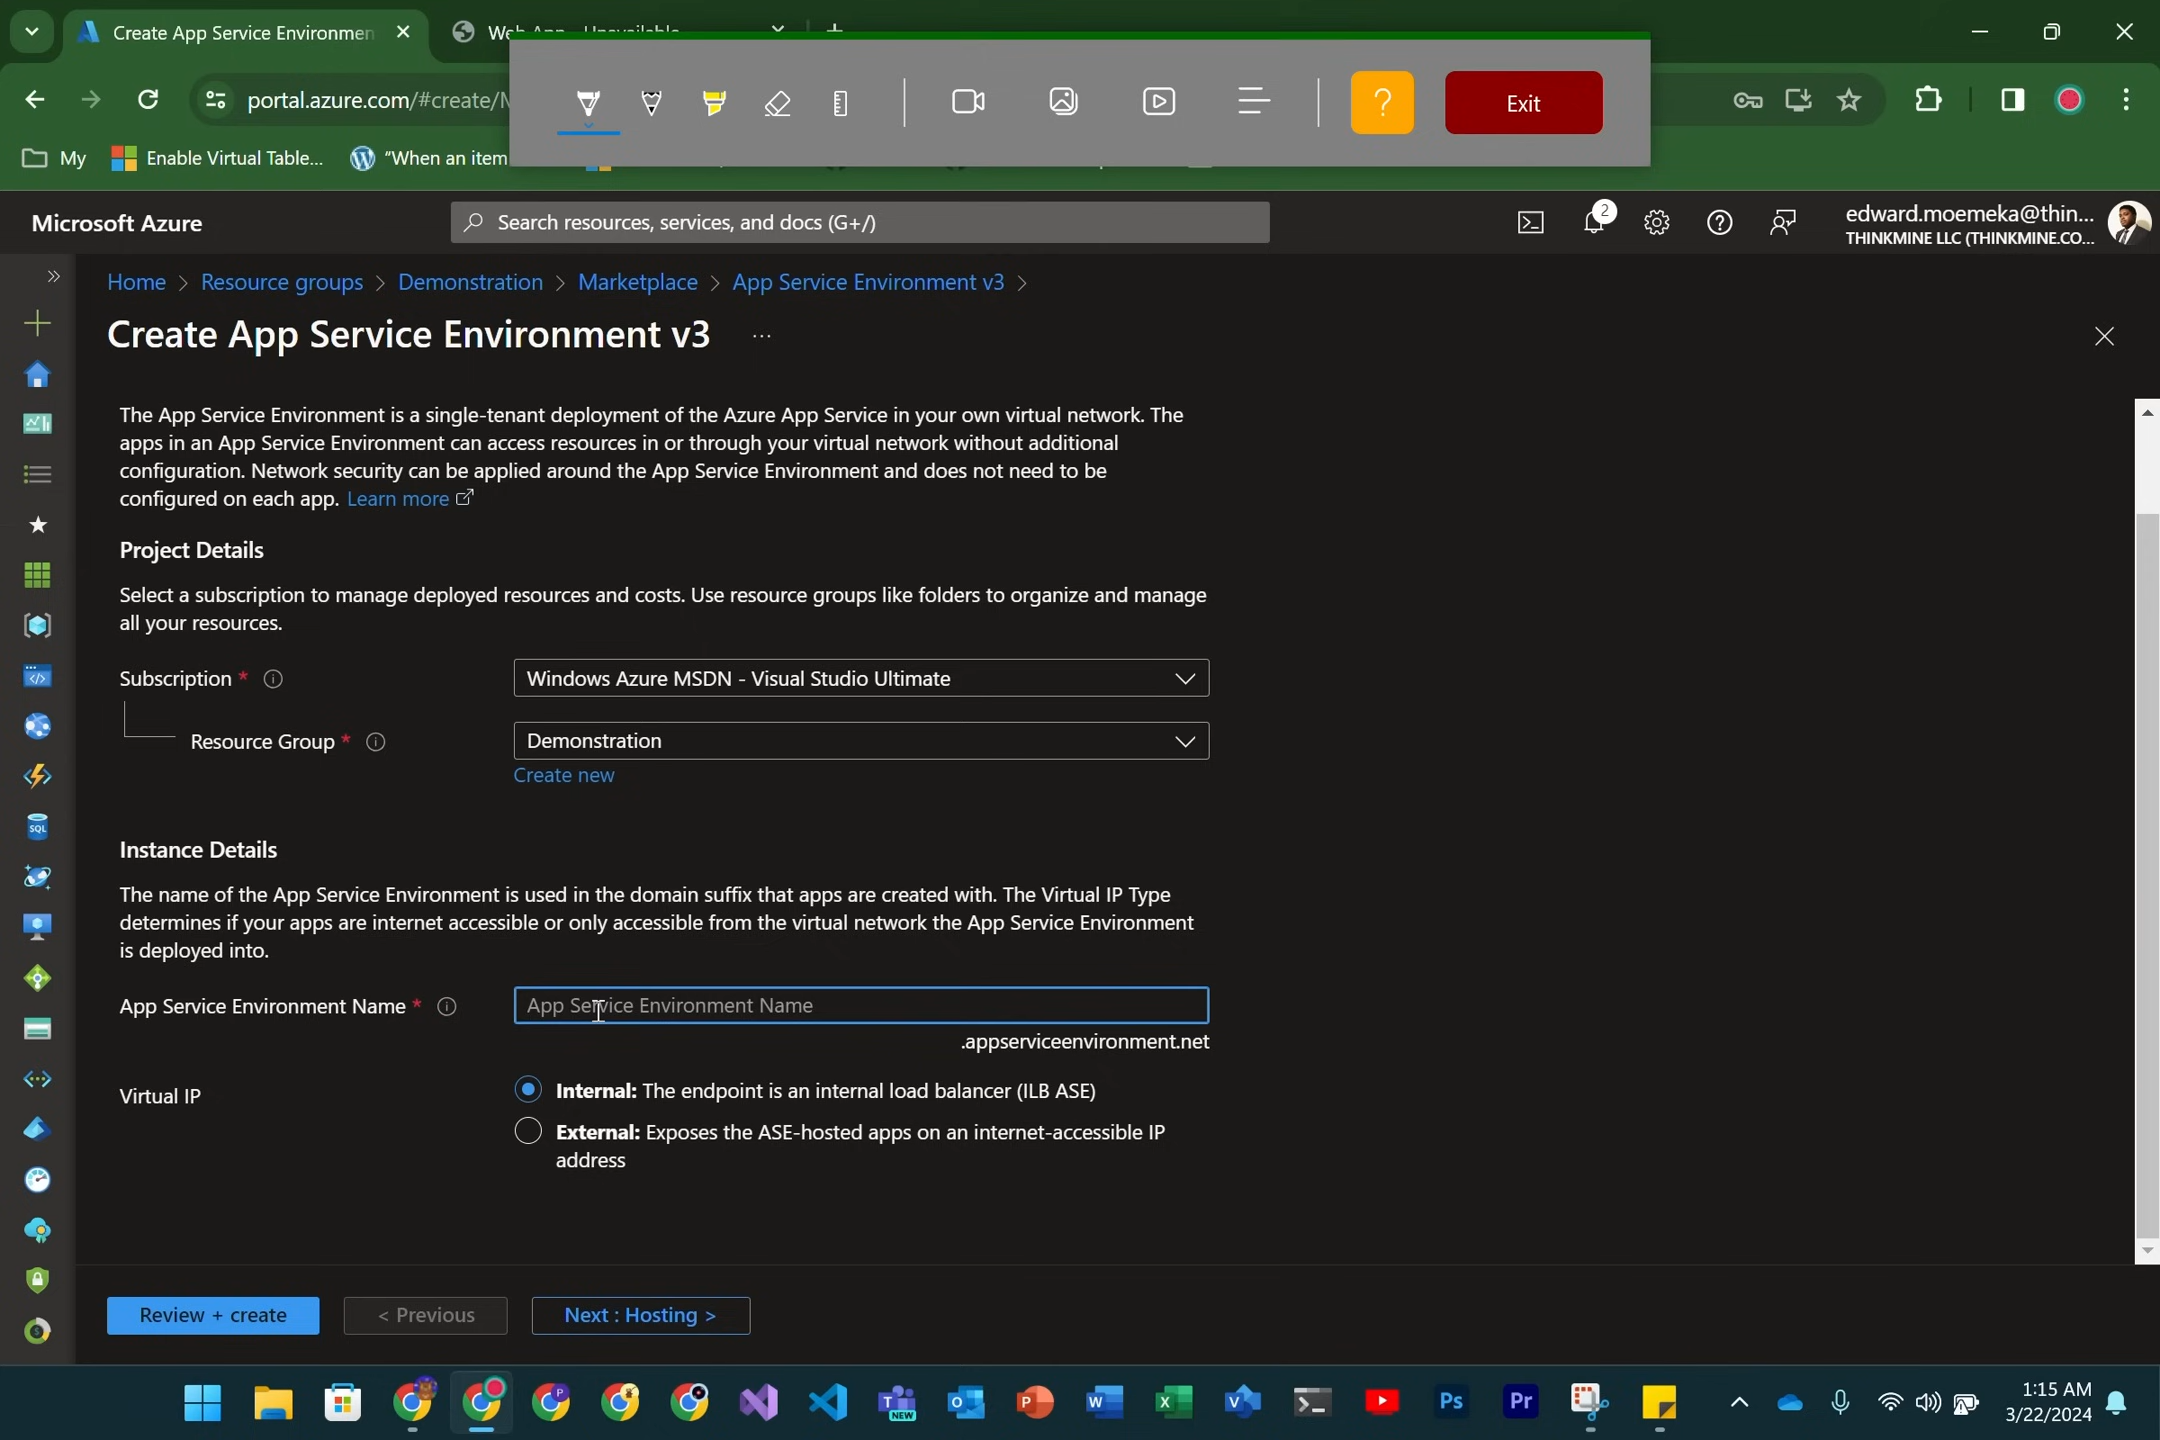 Create App Service Environmen
Web App - Unavailable
portal.azure.com/#create/M
?
Exit
My
Enable Virtual Table...
"When an item
Microsoft Azure
Search resources, services, and docs (G+/)
2
edward.moemeka@thin...
THINKMINE LLC (THINKMINE.CO...
Home > Resource groups > Demonstration > Marketplace > App Service Environment v3 >
Create App Service Environment v3 ...
The App Service Environment is a single-tenant deployment of the Azure App Service in your own virtual network. The
apps in an App Service Environment can access resources in or through your virtual network without additional
configuration. Network security can be applied around the App Service Environment and does not need to be
configured on each app. Learn more
Project Details
Select a subscription to manage deployed resources and costs. Use resource groups like folders to organize and manage
all your resources.
Subscription *
Windows Azure MSDN - Visual Studio Ultimate
Resource Group *
Demonstration
Create new
Instance Details
The name of the App Service Environment is used in the domain suffix that apps are created with. The Virtual IP Type
determines if your apps are internet accessible or only accessible from the virtual network the App Service Environment
is deployed into.
App Service Environment Name *
App Service Environment Name
.appserviceenvironment.net
Virtual IP
Internal: The endpoint is an internal load balancer (ILB ASE)
External: Exposes the ASE-hosted apps on an internet-accessible IP
address
Review + create
< Previous
Next : Hosting >
SQL
NEW
Ps
Pr
1:15 AM
3/22/2024